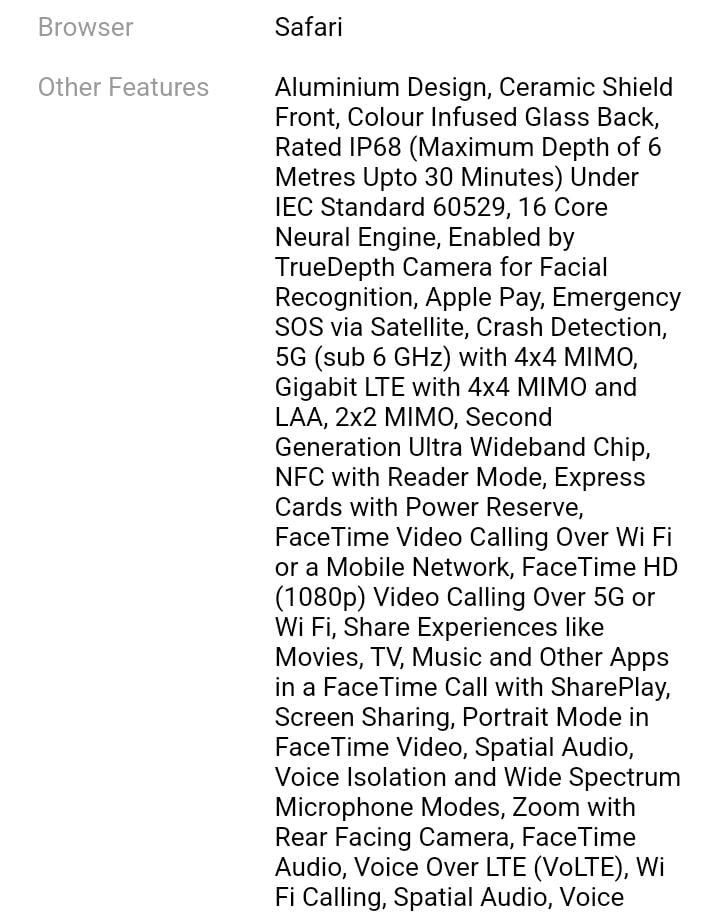 Browser Safari
Other Features Aluminium Design, Ceramic Shield
Front, Colour Infused Glass Back,
Rated IP68 (Maximum Depth of 6
Metres Upto 30 Minutes) Under
IEC Standard 60529, 16 Core
Neural Engine, Enabled by
TrueDepth Camera for Facial
Recognition, Apple Pay, Emergency
SOS via Satellite, Crash Detection,
5G (sub 6 GHz) with 4x4 MIMO,
Gigabit LTE with 4x4 MIMO and
LAA, 2x2 MIMO, Second
Generation Ultra Wideband Chip,
NFC with Reader Mode, Express
Cards with Power Reserve,
FaceTime Video Calling Over Wi Fi
or a Mobile Network, FaceTime HD
(1080p) Video Calling Over 5G or
Wi Fi, Share Experiences like
Movies, TV, Music and Other Apps
in a FaceTime Call with SharePlay,
Screen Sharing, Portrait Mode in
FaceTime Video, Spatial Audio,
Voice Isolation and Wide Spectrum
Microphone Modes, Zoom with
Rear Facing Camera, FaceTime
Audio, Voice Over LTE (VoLTE), Wi
Fi Calling, Spatial Audio, Voice